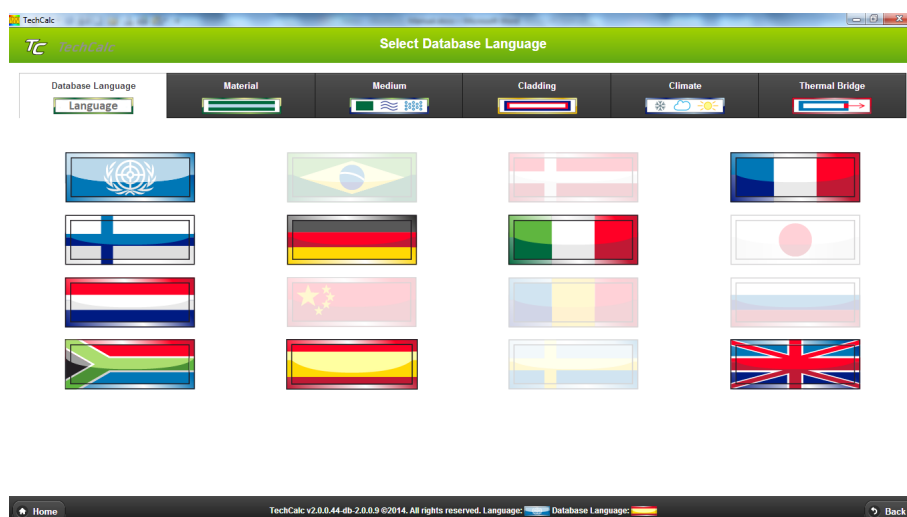 TechCalc
TC TechCalc
Select Database Language
Database Language
Language
Material
Medium
Cladding
Climate
Thermal Bridge
Home
TechCalc v2.0.0.44-db-2.0.0.9 ©2014. All rights reserved. Language: Database Language:
Back